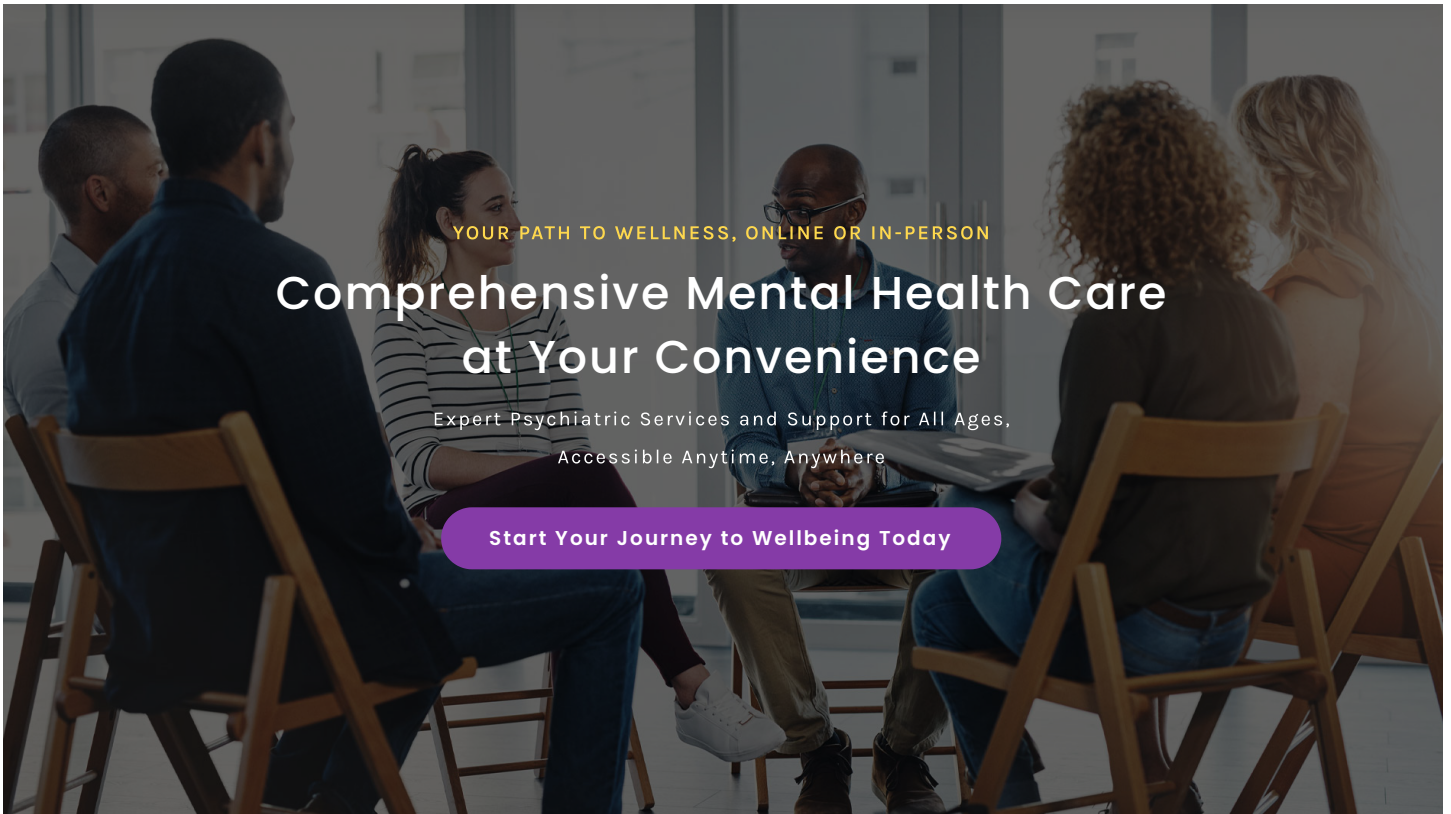 YOUR PATH TO WELLNESS, ONLINE OR IN-PERSON
Comprehensive Mental Health Care
at Your Convenience
Expert Psychiatric Services and Support for All Ages,
Accessible Anytime, Anywhere
Start Your Journey to Wellbeing Today